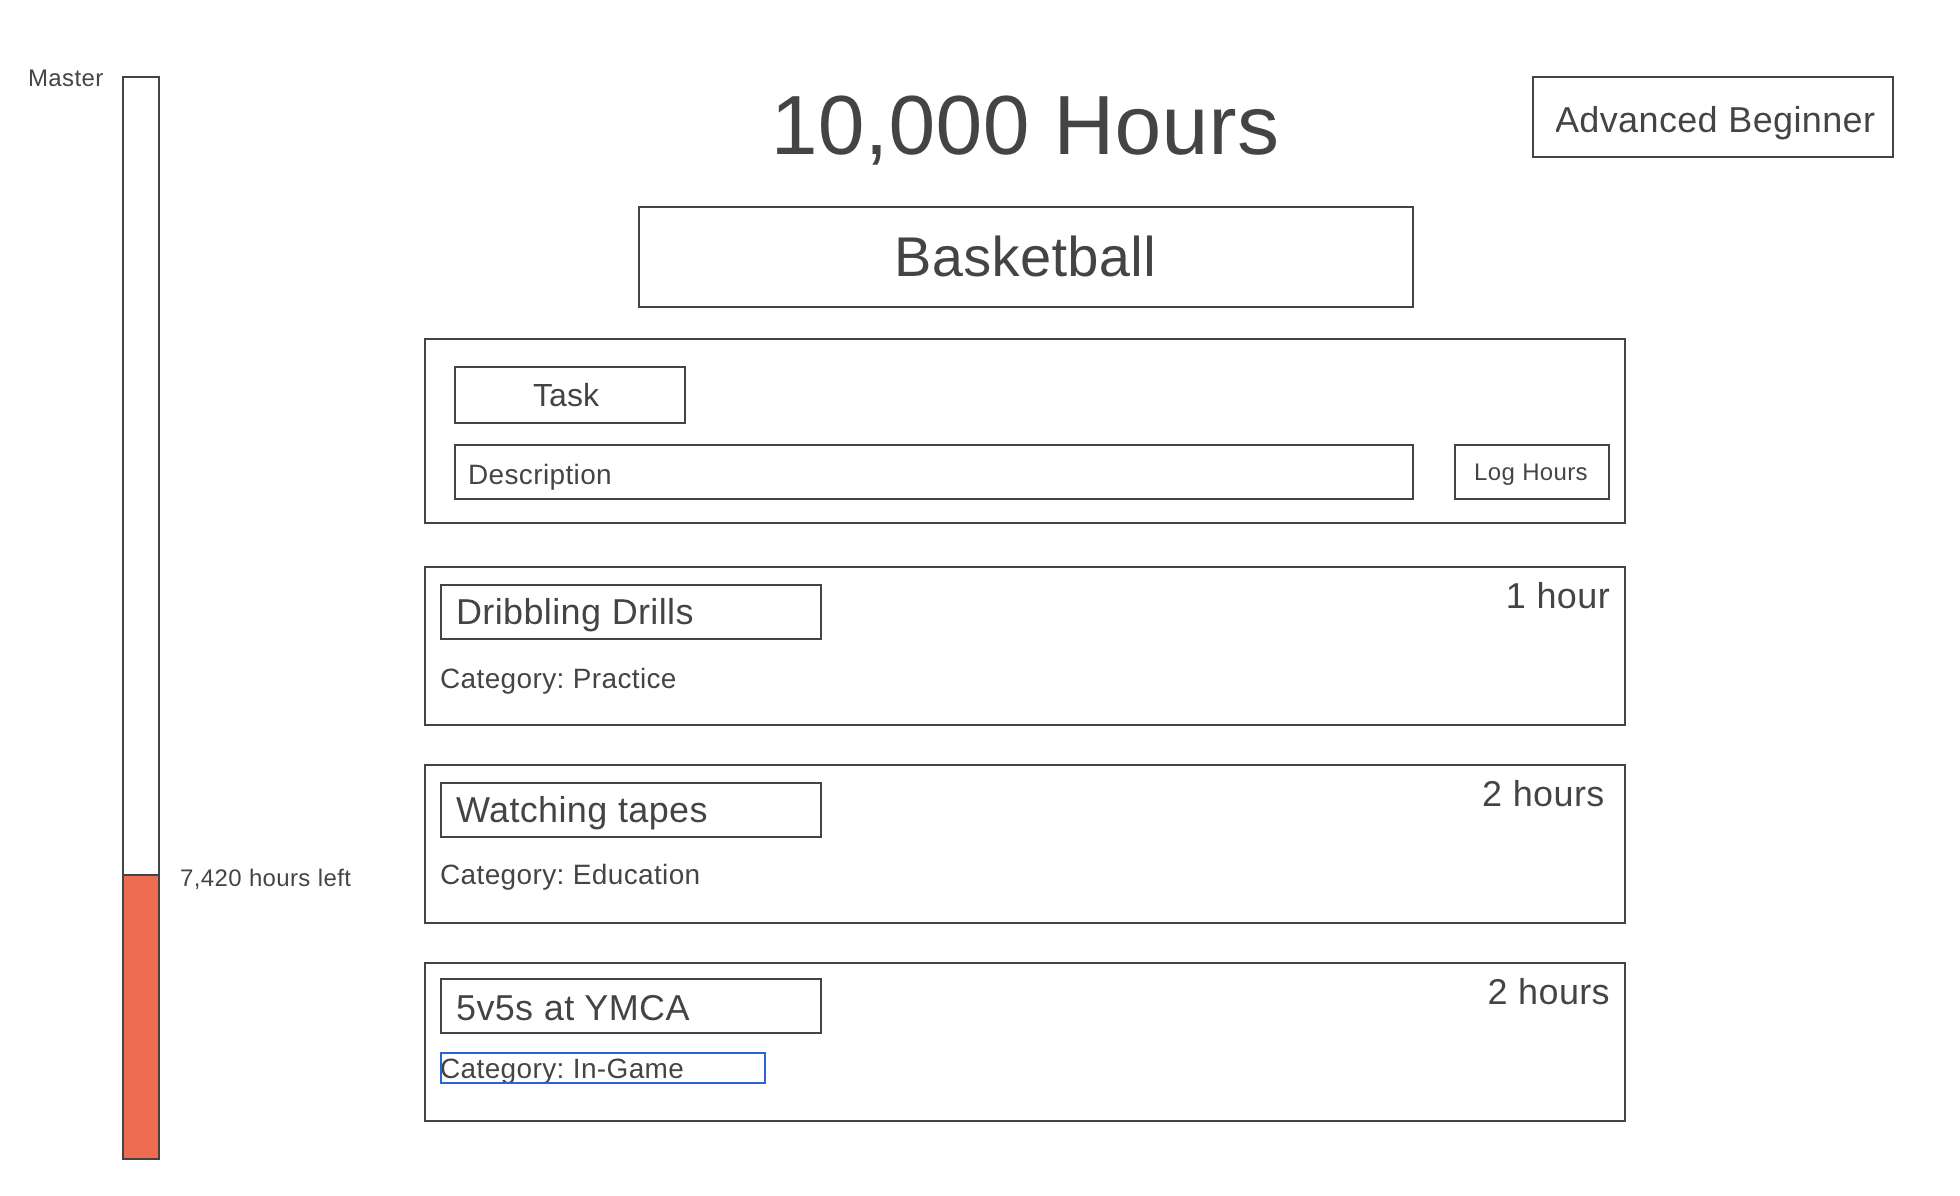 Master
10,000 Hours
Advanced Beginner
Basketball
Task
Description
Log Hours
Dribbling Drills
1 hour
Category: Practice
Watching tapes
2 hours
Category: Education
7,420 hours left
5v5s at YMCA
2 hours
Category: In-Game